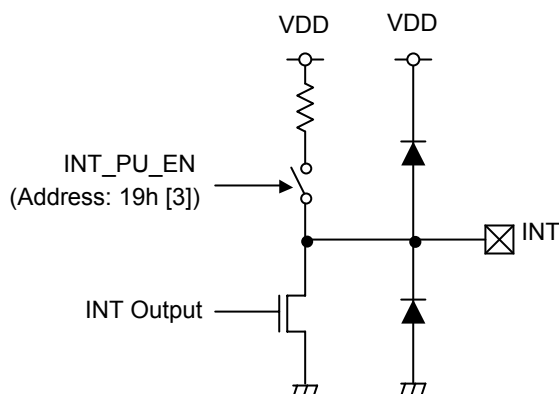 VDD
VDD
INT_PU_EN
(Address: 19h [3])
INT
INT Output